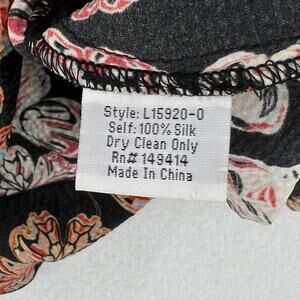 Style: L15920-0
Self: 100% Silk
Dry Clean Only
Rn# 149414
Made In China